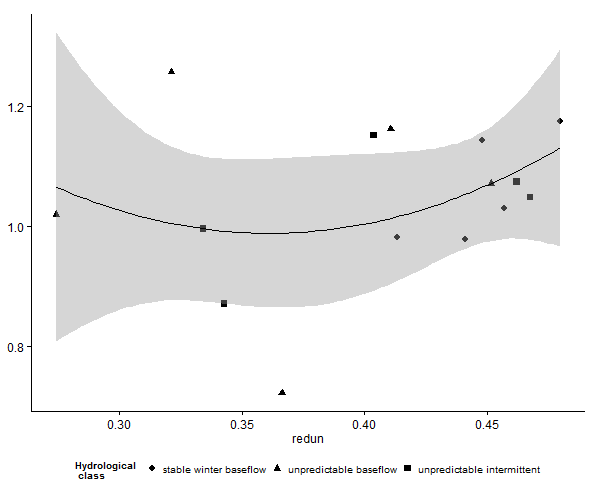 1.2
1.0
0.8
0.30 0.35 0.40 0.45
redun
Hydrological
class
stable winter baseflow unpredictable baseflow unpredictable intermittent